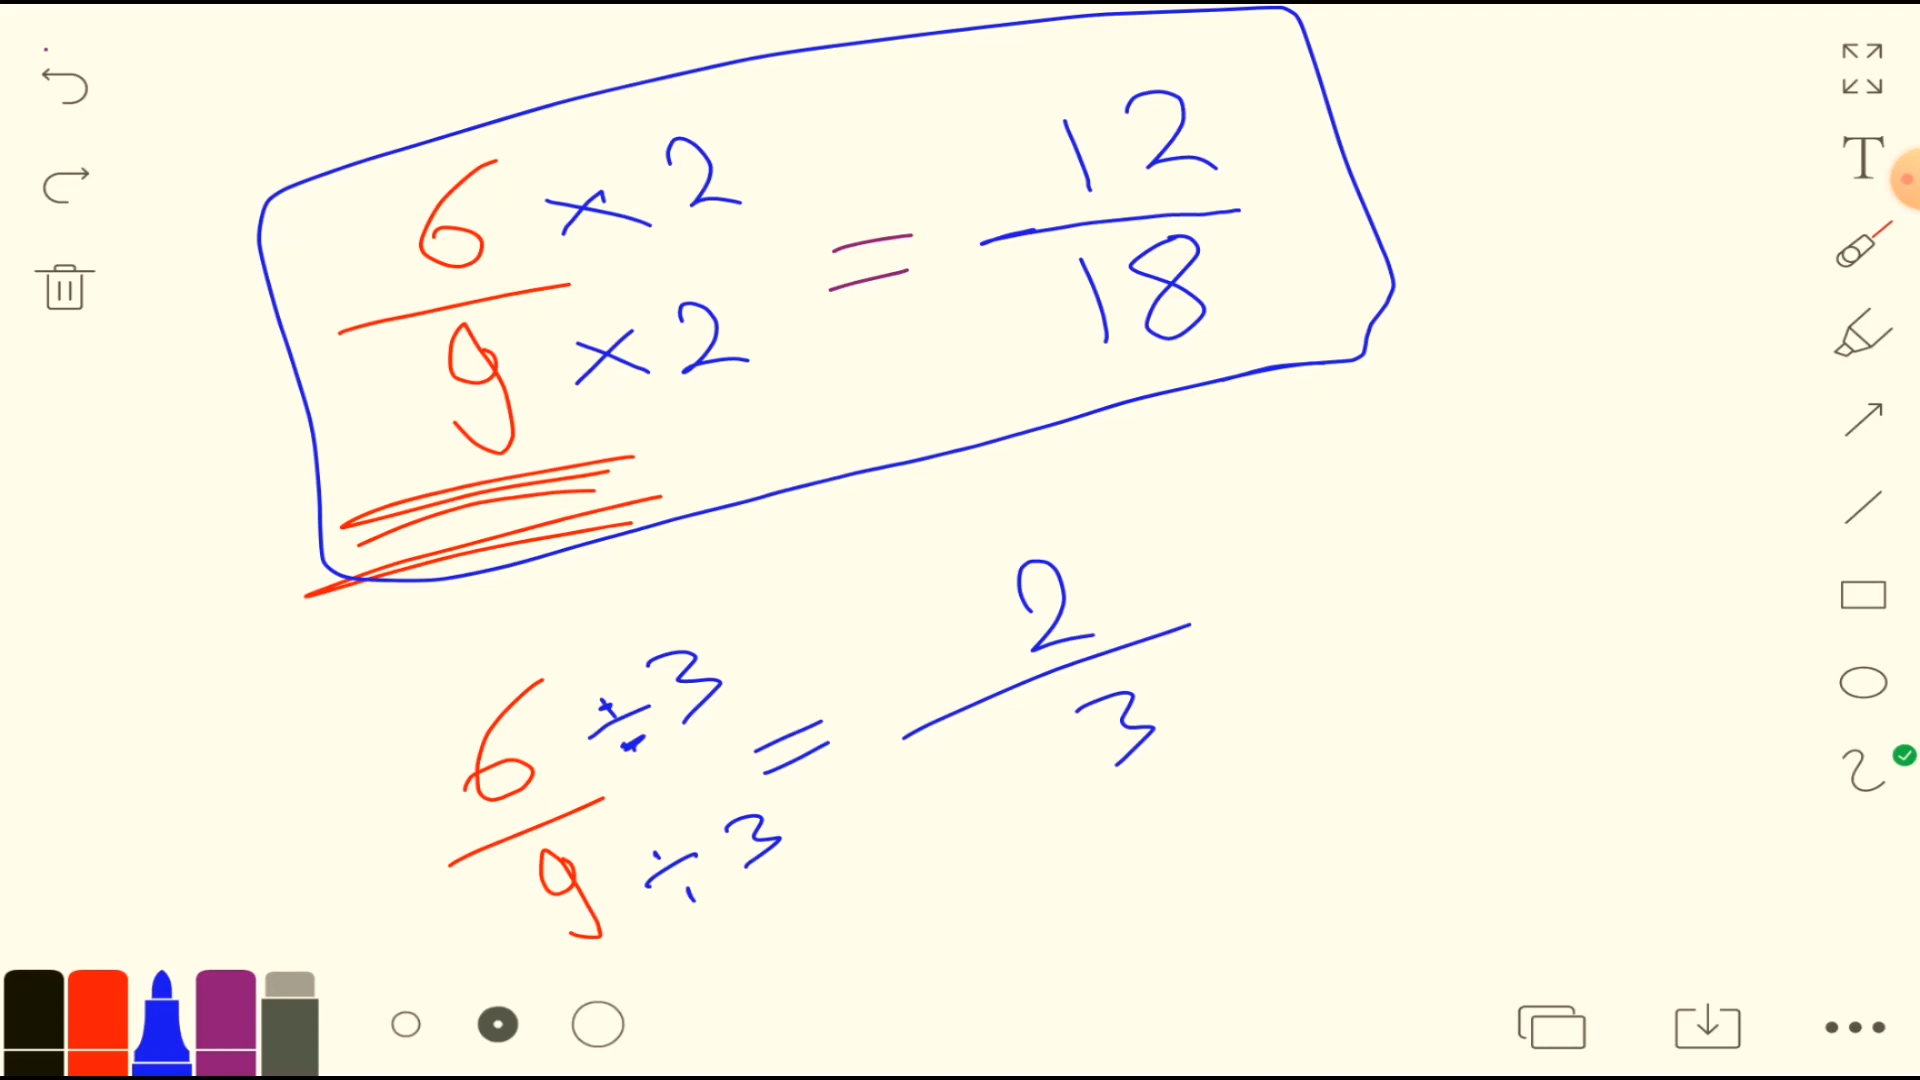 6 × 2 = 12
9 × 2 18
6 ÷ 3 = 2
9 ÷ 3 3
T